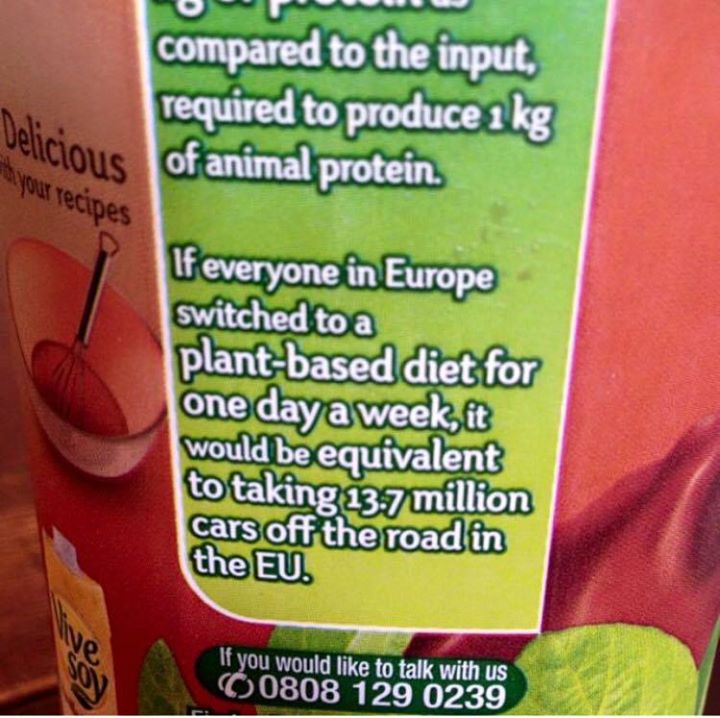 compared to the input,
required to produce 1 kg
of animal protein.
If everyone in Europe
switched to a
plant-based diet for
one day a week, it
would be equivalent
to taking 13.7 million
cars off the road in
the EU.
Delicious
your recipes
Vive
soy
If you would like to talk with us
0808 129 0239